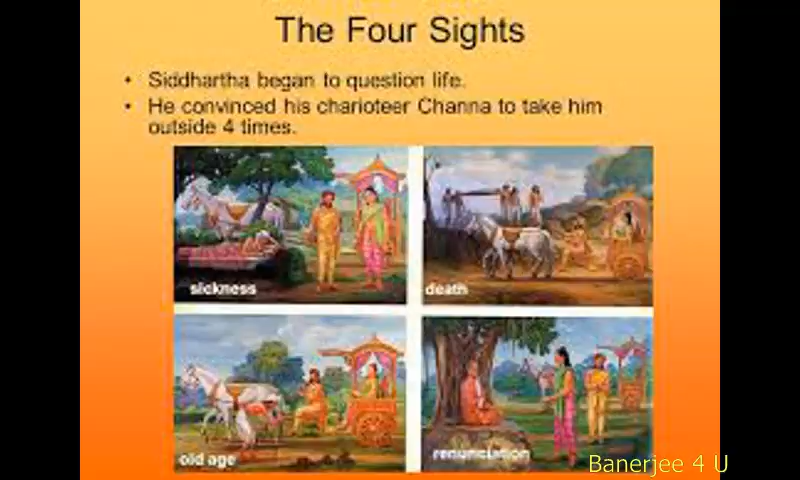 The Four Sights
• Siddhartha began to question life.
• He convinced his charioteer Channa to take him
outside 4 times.
sickness
death
old age
renunciation
Banerjee 4 U